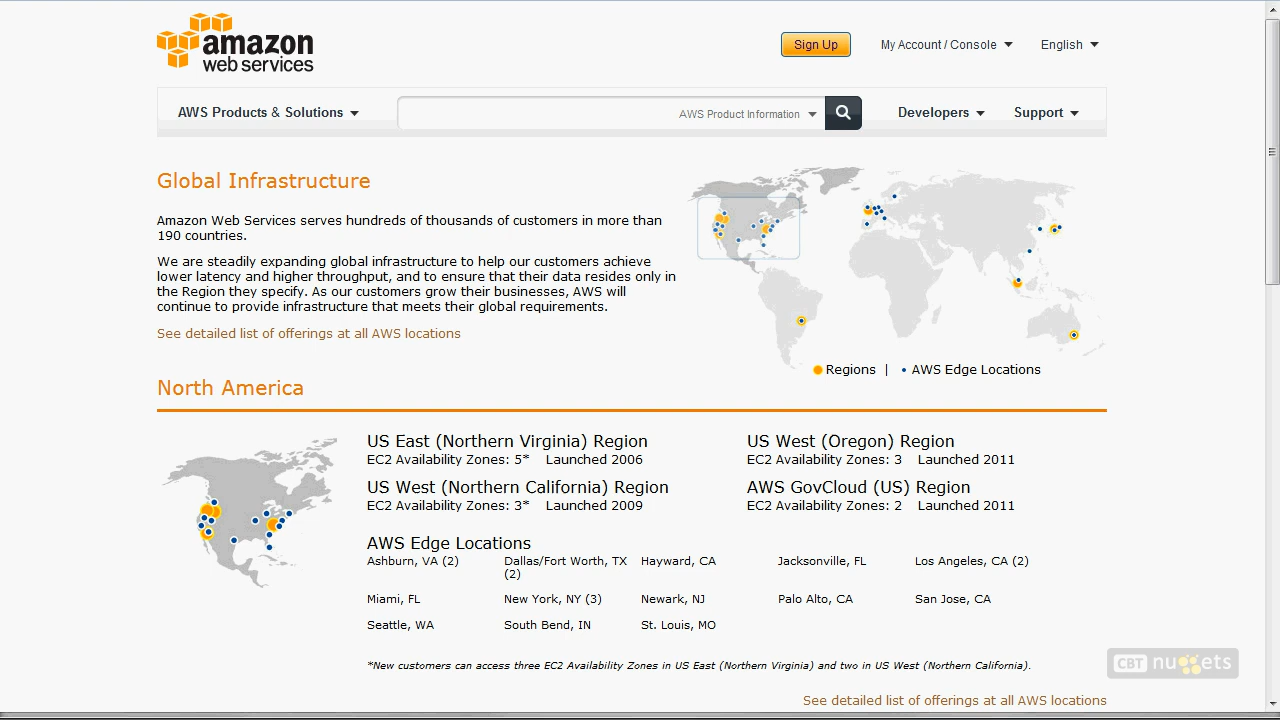 amazon
web services
Sign Up
My Account / Console
English
AWS Products & Solutions
AWS Product Information
Developers
Support
Global Infrastructure
Amazon Web Services serves hundreds of thousands of customers in more than
190 countries.
We are steadily expanding global infrastructure to help our customers achieve
lower latency and higher throughput, and to ensure that their data resides only in
the Region they specify. As our customers grow their businesses, AWS will
continue to provide infrastructure that meets their global requirements.
See detailed list of offerings at all AWS locations
Regions | AWS Edge Locations
North America
US East (Northern Virginia) Region
EC2 Availability Zones: 5* Launched 2006
US West (Oregon) Region
EC2 Availability Zones: 3 Launched 2011
US West (Northern California) Region
EC2 Availability Zones: 3* Launched 2009
AWS GovCloud (US) Region
EC2 Availability Zones: 2 Launched 2011
AWS Edge Locations
Ashburn, VA (2)
Dallas/Fort Worth, TX
(2)
Hayward, CA
Jacksonville, FL
Los Angeles, CA (2)
Miami, FL
New York, NY (3)
Newark, NJ
Palo Alto, CA
San Jose, CA
Seattle, WA
South Bend, IN
St. Louis, MO
*New customers can access three EC2 Availability Zones in US East (Northern Virginia) and two in US West (Northern California).
CBT nuggets
See detailed list of offerings at all AWS locations